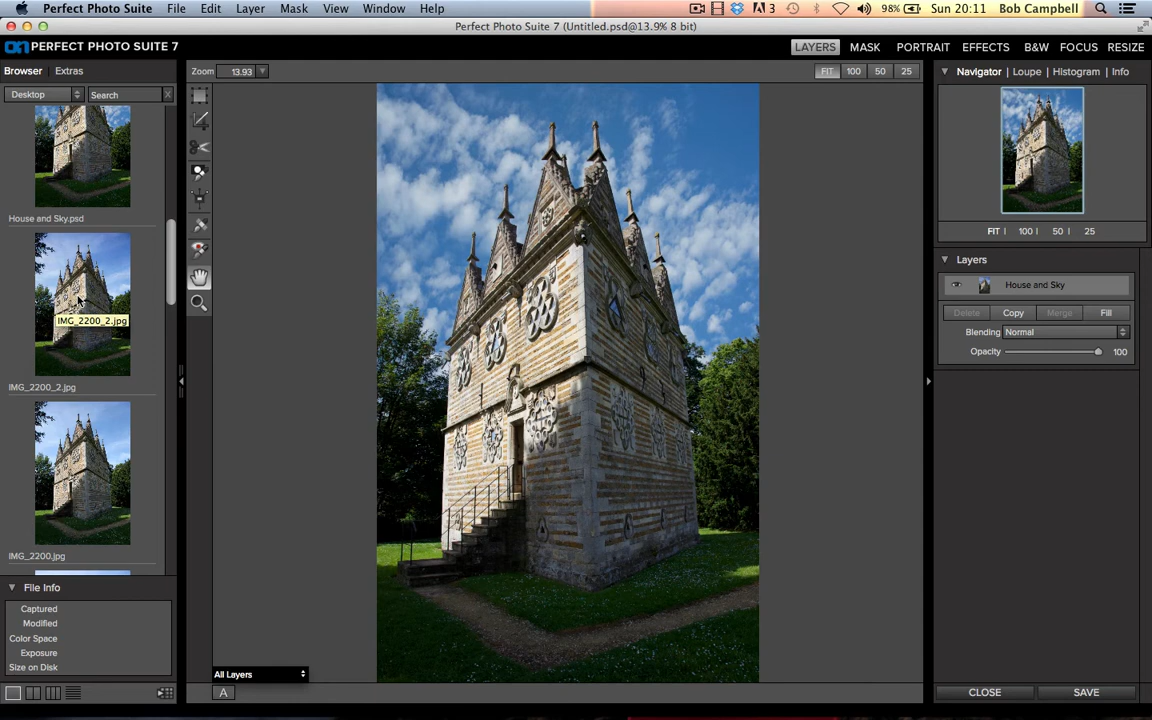 Perfect Photo Suite File Edit Layer Mask View Window Help 3 98% Sun 20:11 Bob Campbell
Perfect Photo Suite 7 (Untitled.psd@13.9% 8 bit)
on PERFECT PHOTO SUITE 7
LAYERS MASK PORTRAIT EFFECTS B&W FOCUS RESIZE
Browser Extras
Zoom 13.93
FIT 100 50 25
Navigator Loupe Histogram Info
Desktop Search X
House and Sky.psd
FIT 100 50 25
Layers
House and Sky
Delete Copy Merge Fill
Blending Normal
Opacity 100
IMG_2200_2.jpg
IMG_2200_2.jpg
IMG_2200.jpg
File Info
Captured
Modified
Color Space
Exposure
Size on Disk
All Layers
A
CLOSE SAVE